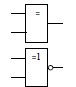 =
=1